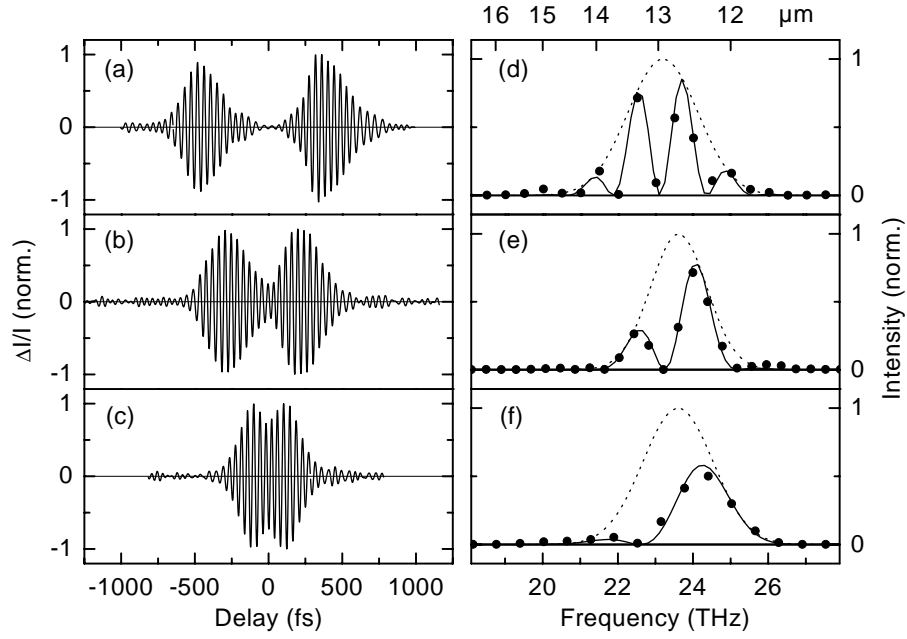 16 15 14 13 12 µm
1 (a) (d) 1
0 0
-1
1 (b) (e) 1
0 0
-1
1 (c) (f) 1
0 0
-1
ΔI/I (norm.)
Intensity (norm.)
-1000 -500 0 500 1000 20 22 24 26
Delay (fs) Frequency (THz)